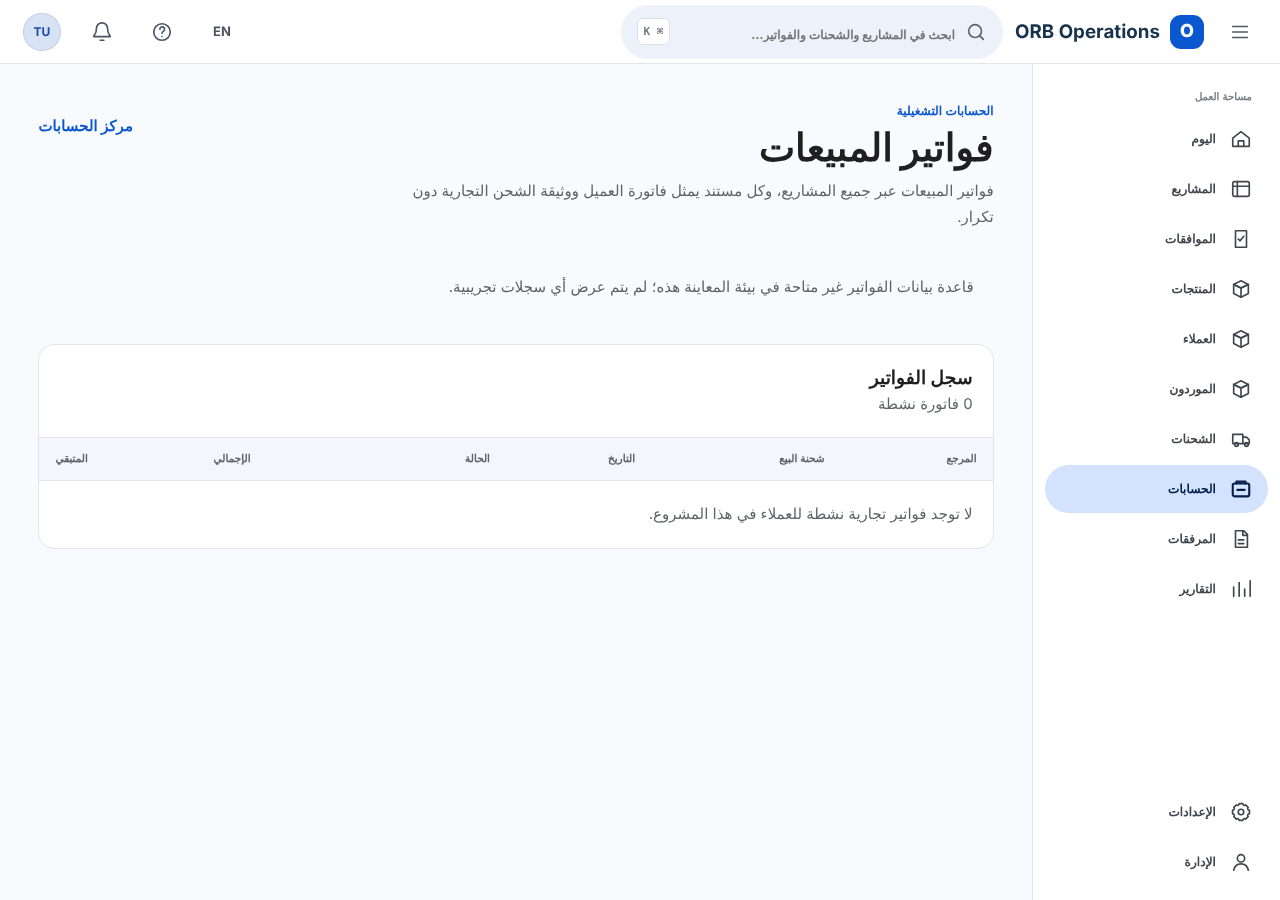 ORB Operations
O
ابحث في المشاريع والشحنات والفواتير...
⌘ K
EN
TU
مساحة العمل
اليوم
المشاريع
الموافقات
المنتجات
العملاء
الموردون
الشحنات
الحسابات
المرفقات
التقارير
الإعدادات
الإدارة
الحسابات التشغيلية
فواتير المبيعات
فواتير المبيعات عبر جميع المشاريع، وكل مستند يمثل فاتورة العميل ووثيقة الشحن التجارية دون
تكرار.
مركز الحسابات
قاعدة بيانات الفواتير غير متاحة في بيئة المعاينة هذه؛ لم يتم عرض أي سجلات تجريبية.
سجل الفواتير
0 فاتورة نشطة
المرجع شحنة البيع التاريخ الحالة الإجمالي المتبقي
لا توجد فواتير تجارية نشطة للعملاء في هذا المشروع.